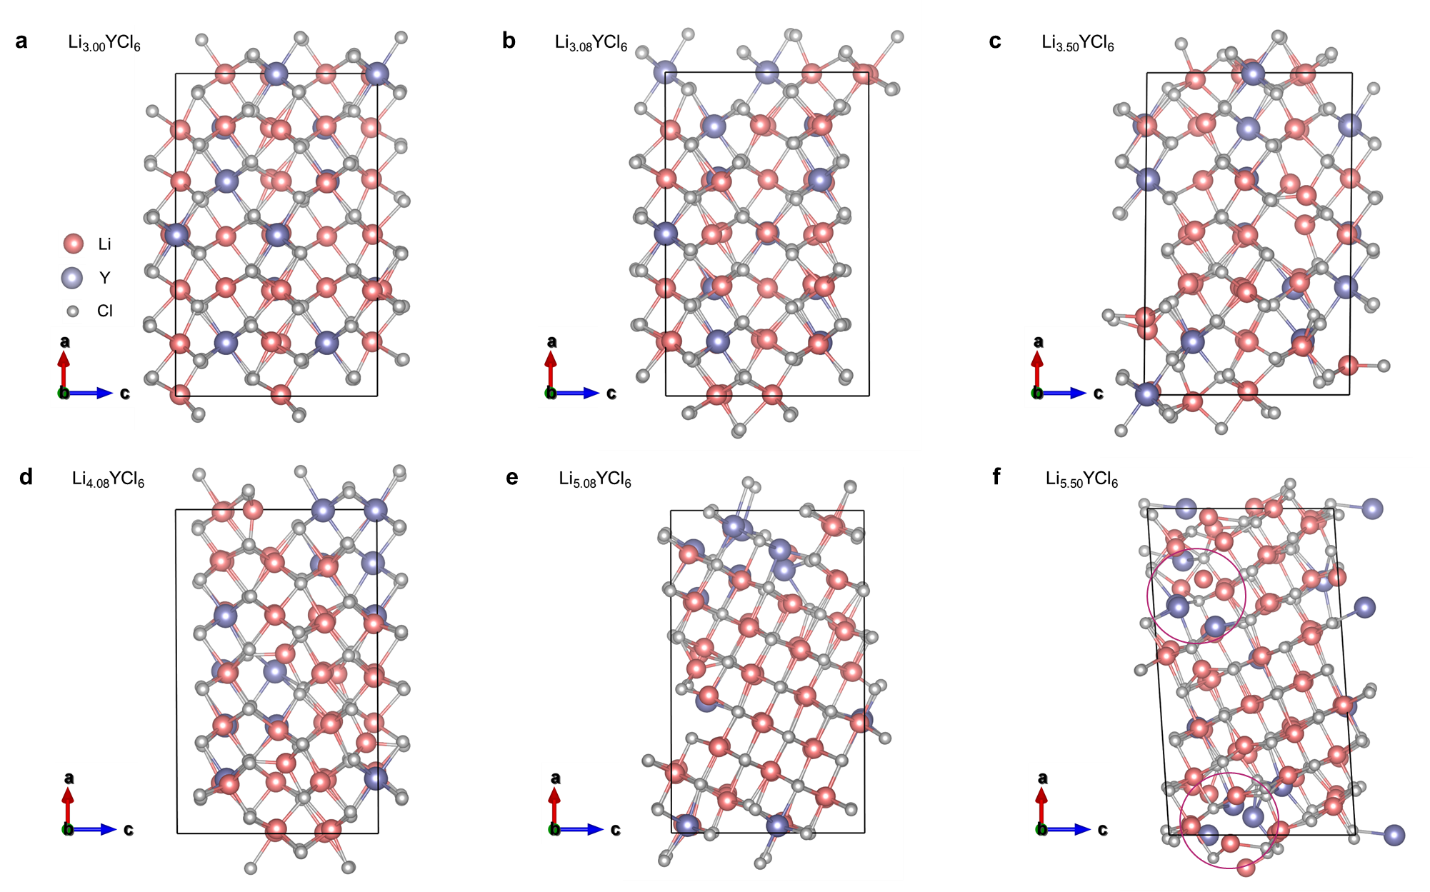 a Li3.00YCl6
b Li3.08YCl6
c Li3.50YCl6
Li
Y
Cl
a
b c
a
b c
a
b c
d Li4.08YCl6
e Li5.08YCl6
f Li5.50YCl6
a
b c
a
b c
a
b c